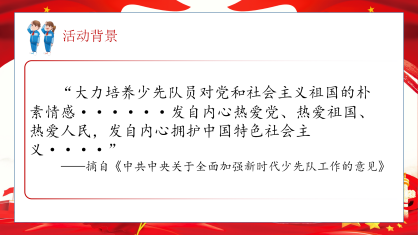 活动背景
“大力培养少先队员对党和社会主义祖国的朴
素情感······发自内心热爱党、热爱祖国、
热爱人民，发自内心拥护中国特色社会主
义····”
——摘自《中共中央关于全面加强新时代少先队工作的意见》